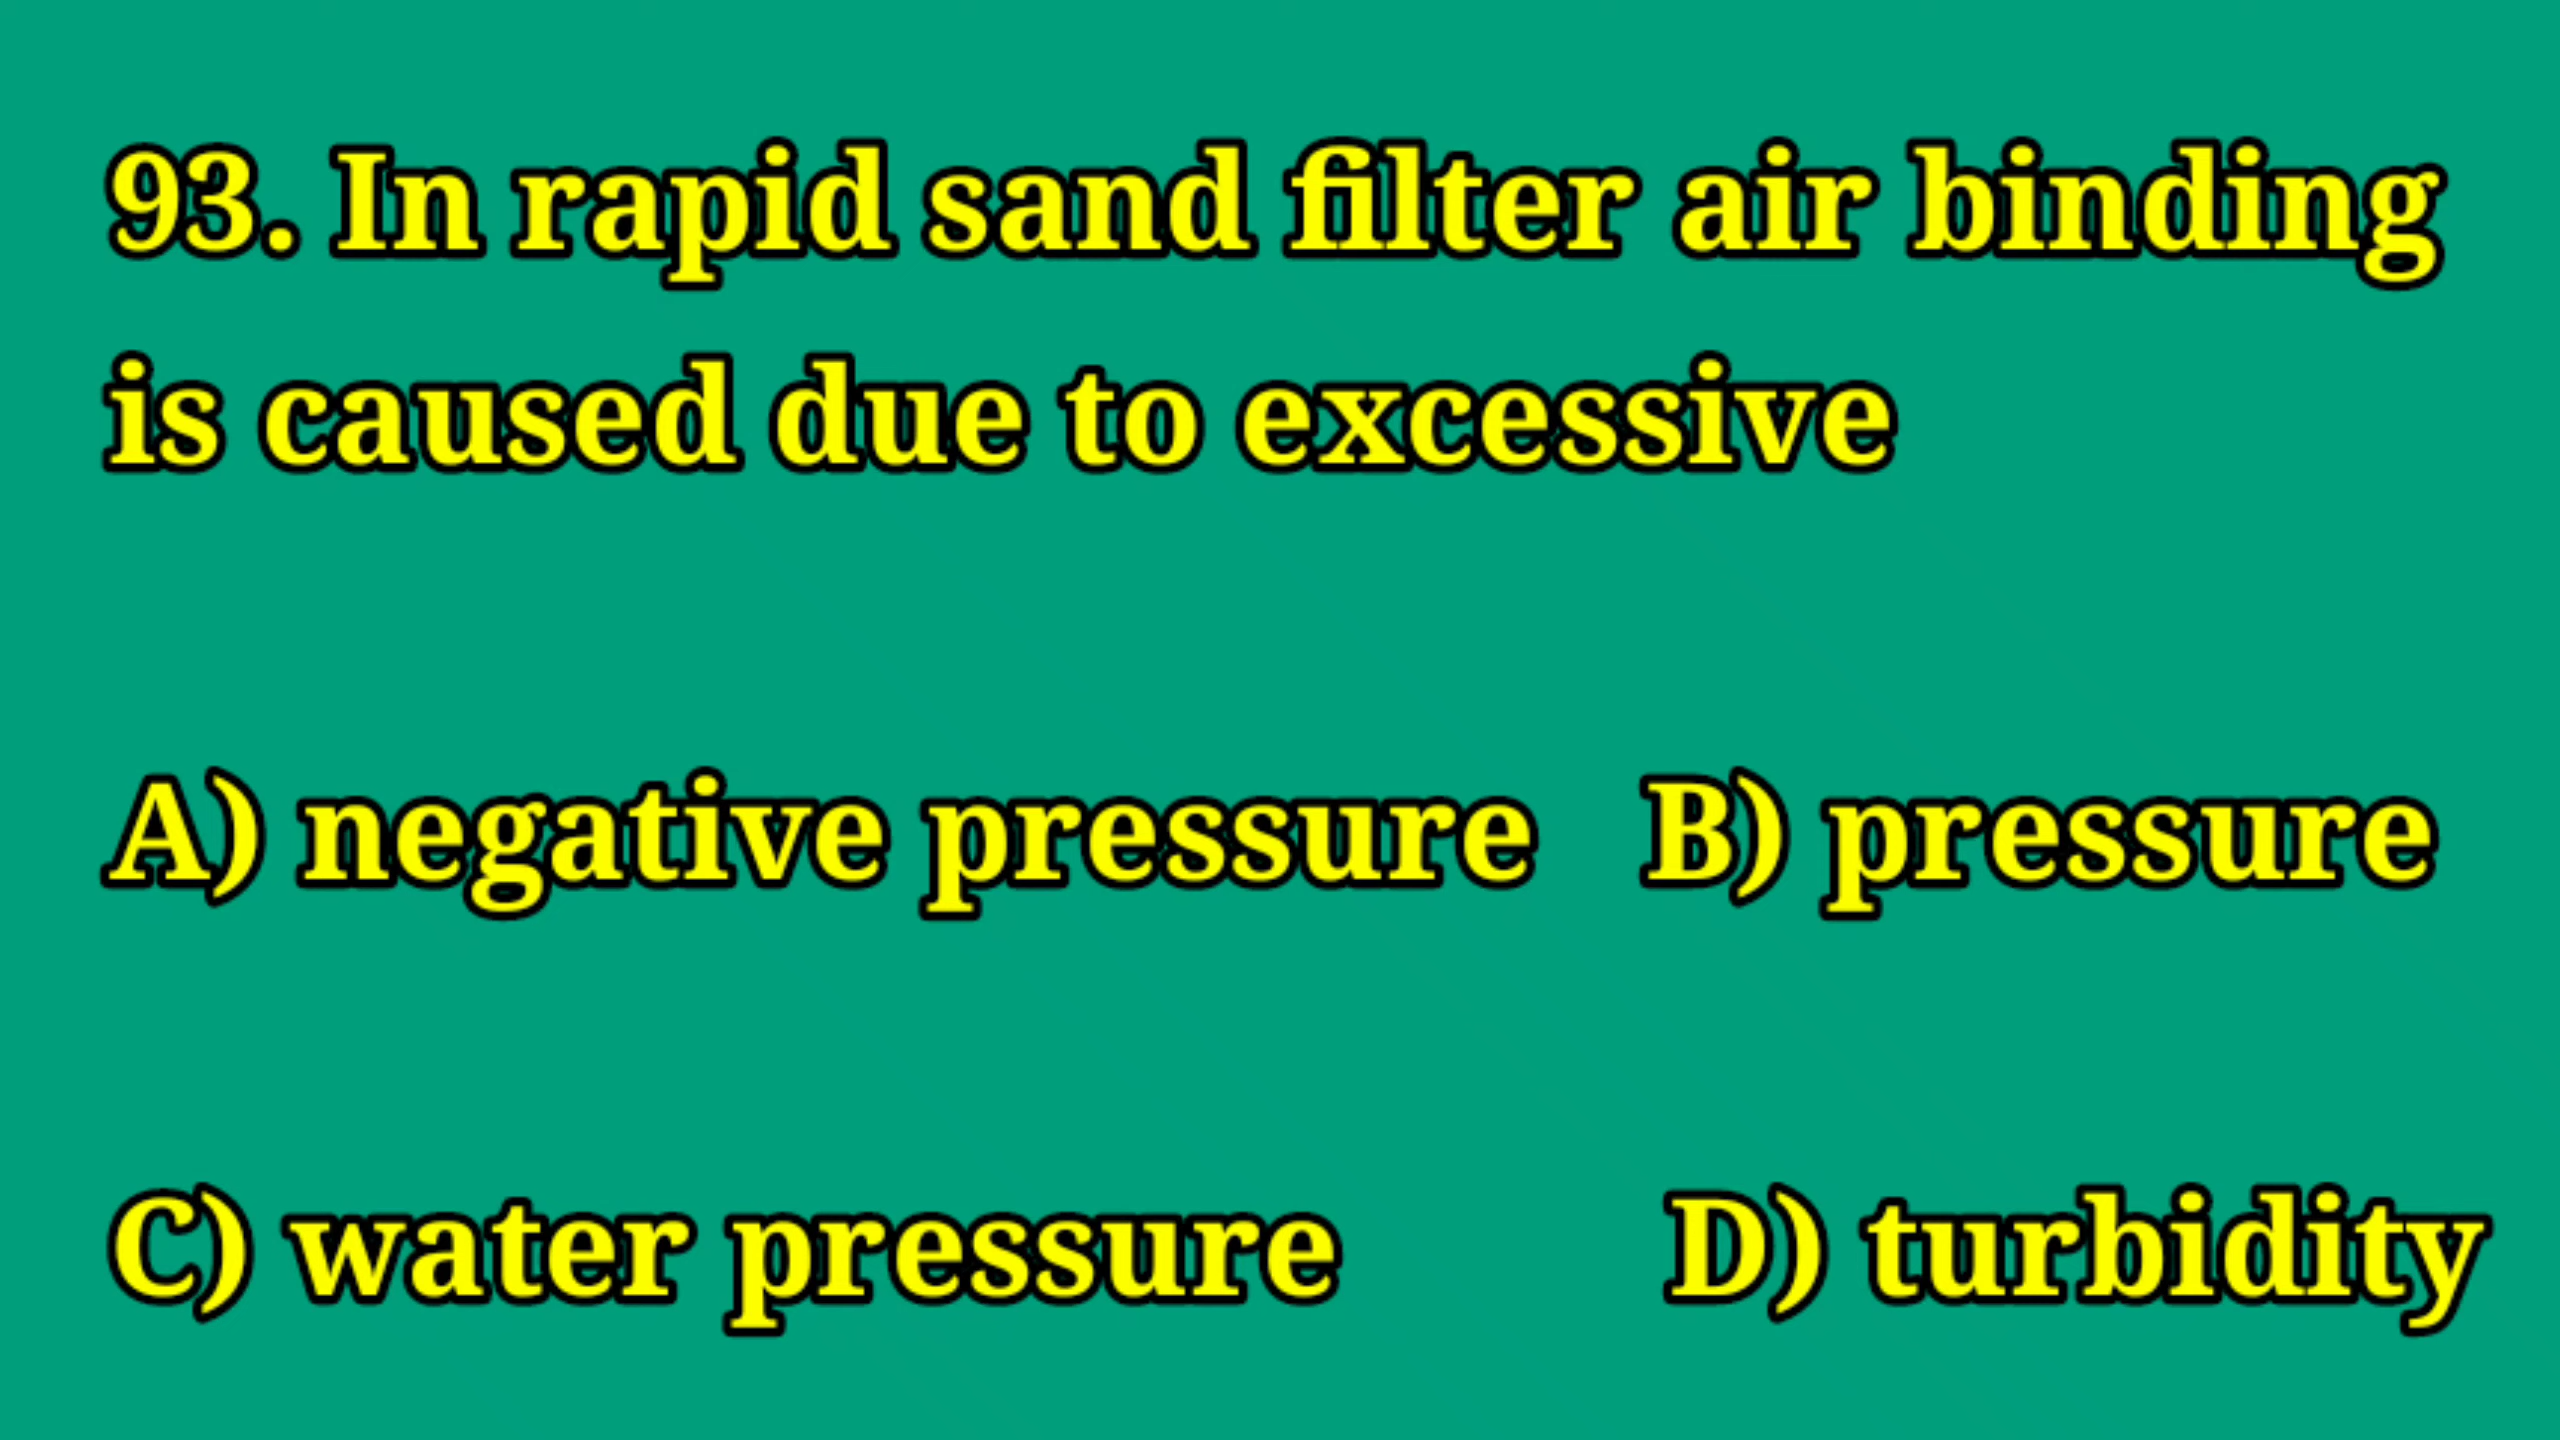 93. In rapid sand filter air binding
is caused due to excessive
A) negative pressure B) pressure
C) water pressure D) turbidity